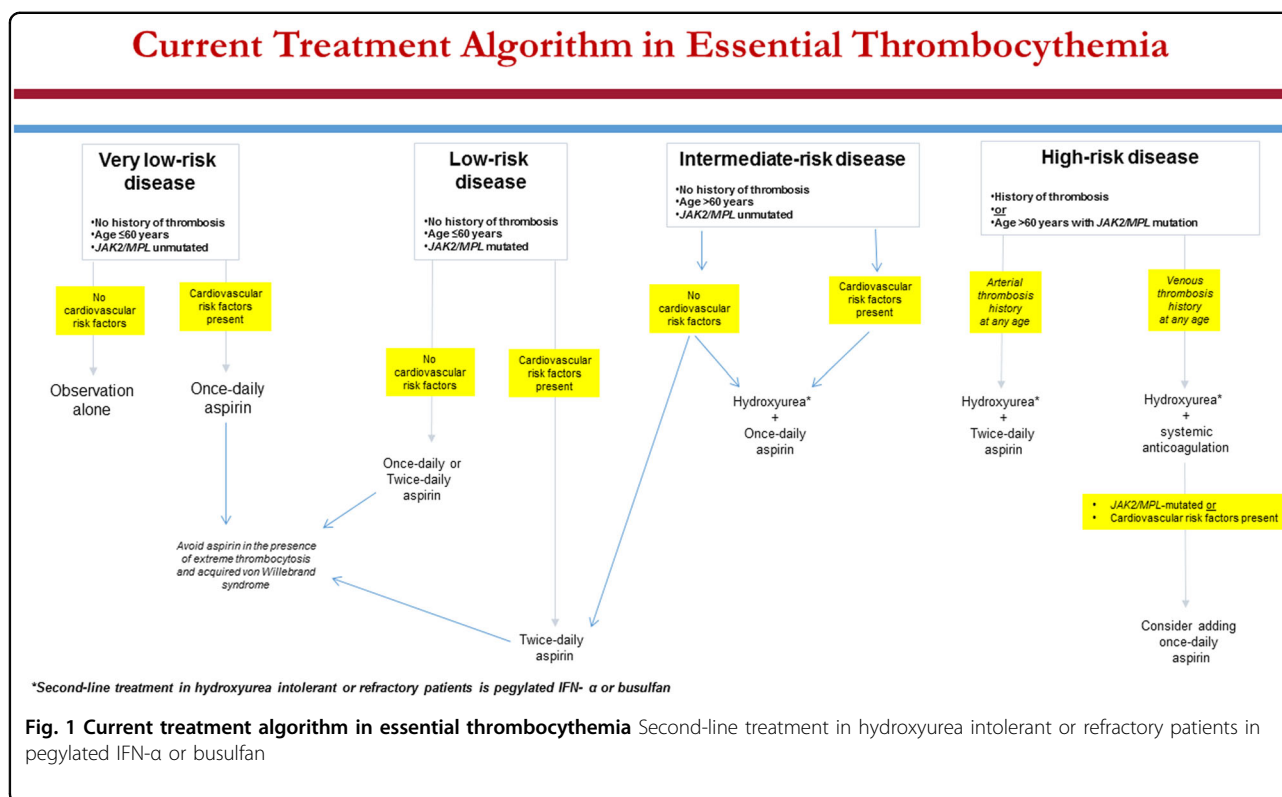 Current Treatment Algorithm in Essential Thrombocythemia
Very low-risk
disease
•No history of thrombosis
•Age ≤60 years
•JAK2/MPL unmutated
No
cardiovascular
risk factors
Cardiovascular
risk factors
present
Observation
alone
Once-daily
aspirin
Avoid aspirin in the presence
of extreme thrombocytosis
and acquired von Willebrand
syndrome
Low-risk
disease
•No history of thrombosis
•Age ≤60 years
•JAK2/MPL mutated
No
cardiovascular
risk factors
Cardiovascular
risk factors
present
Once-daily or
Twice-daily
aspirin
Twice-daily
aspirin
Intermediate-risk disease
•No history of thrombosis
•Age >60 years
•JAK2/MPL unmutated
No
cardiovascular
risk factors
Cardiovascular
risk factors
present
Hydroxyurea*
+
Once-daily
aspirin
High-risk disease
•History of thrombosis
•or
•Age >60 years with JAK2/MPL mutation
Arterial
thrombosis
history
at any age
Venous
thrombosis
history
at any age
Hydroxyurea*
+
Twice-daily
aspirin
Hydroxyurea*
+
systemic
anticoagulation
• JAK2/MPL-mutated or
• Cardiovascular risk factors present
Consider adding
once-daily
aspirin
*Second-line treatment in hydroxyurea intolerant or refractory patients is pegylated IFN- α or busulfan
Fig. 1 Current treatment algorithm in essential thrombocythemia Second-line treatment in hydroxyurea intolerant or refractory patients in
pegylated IFN-α or busulfan